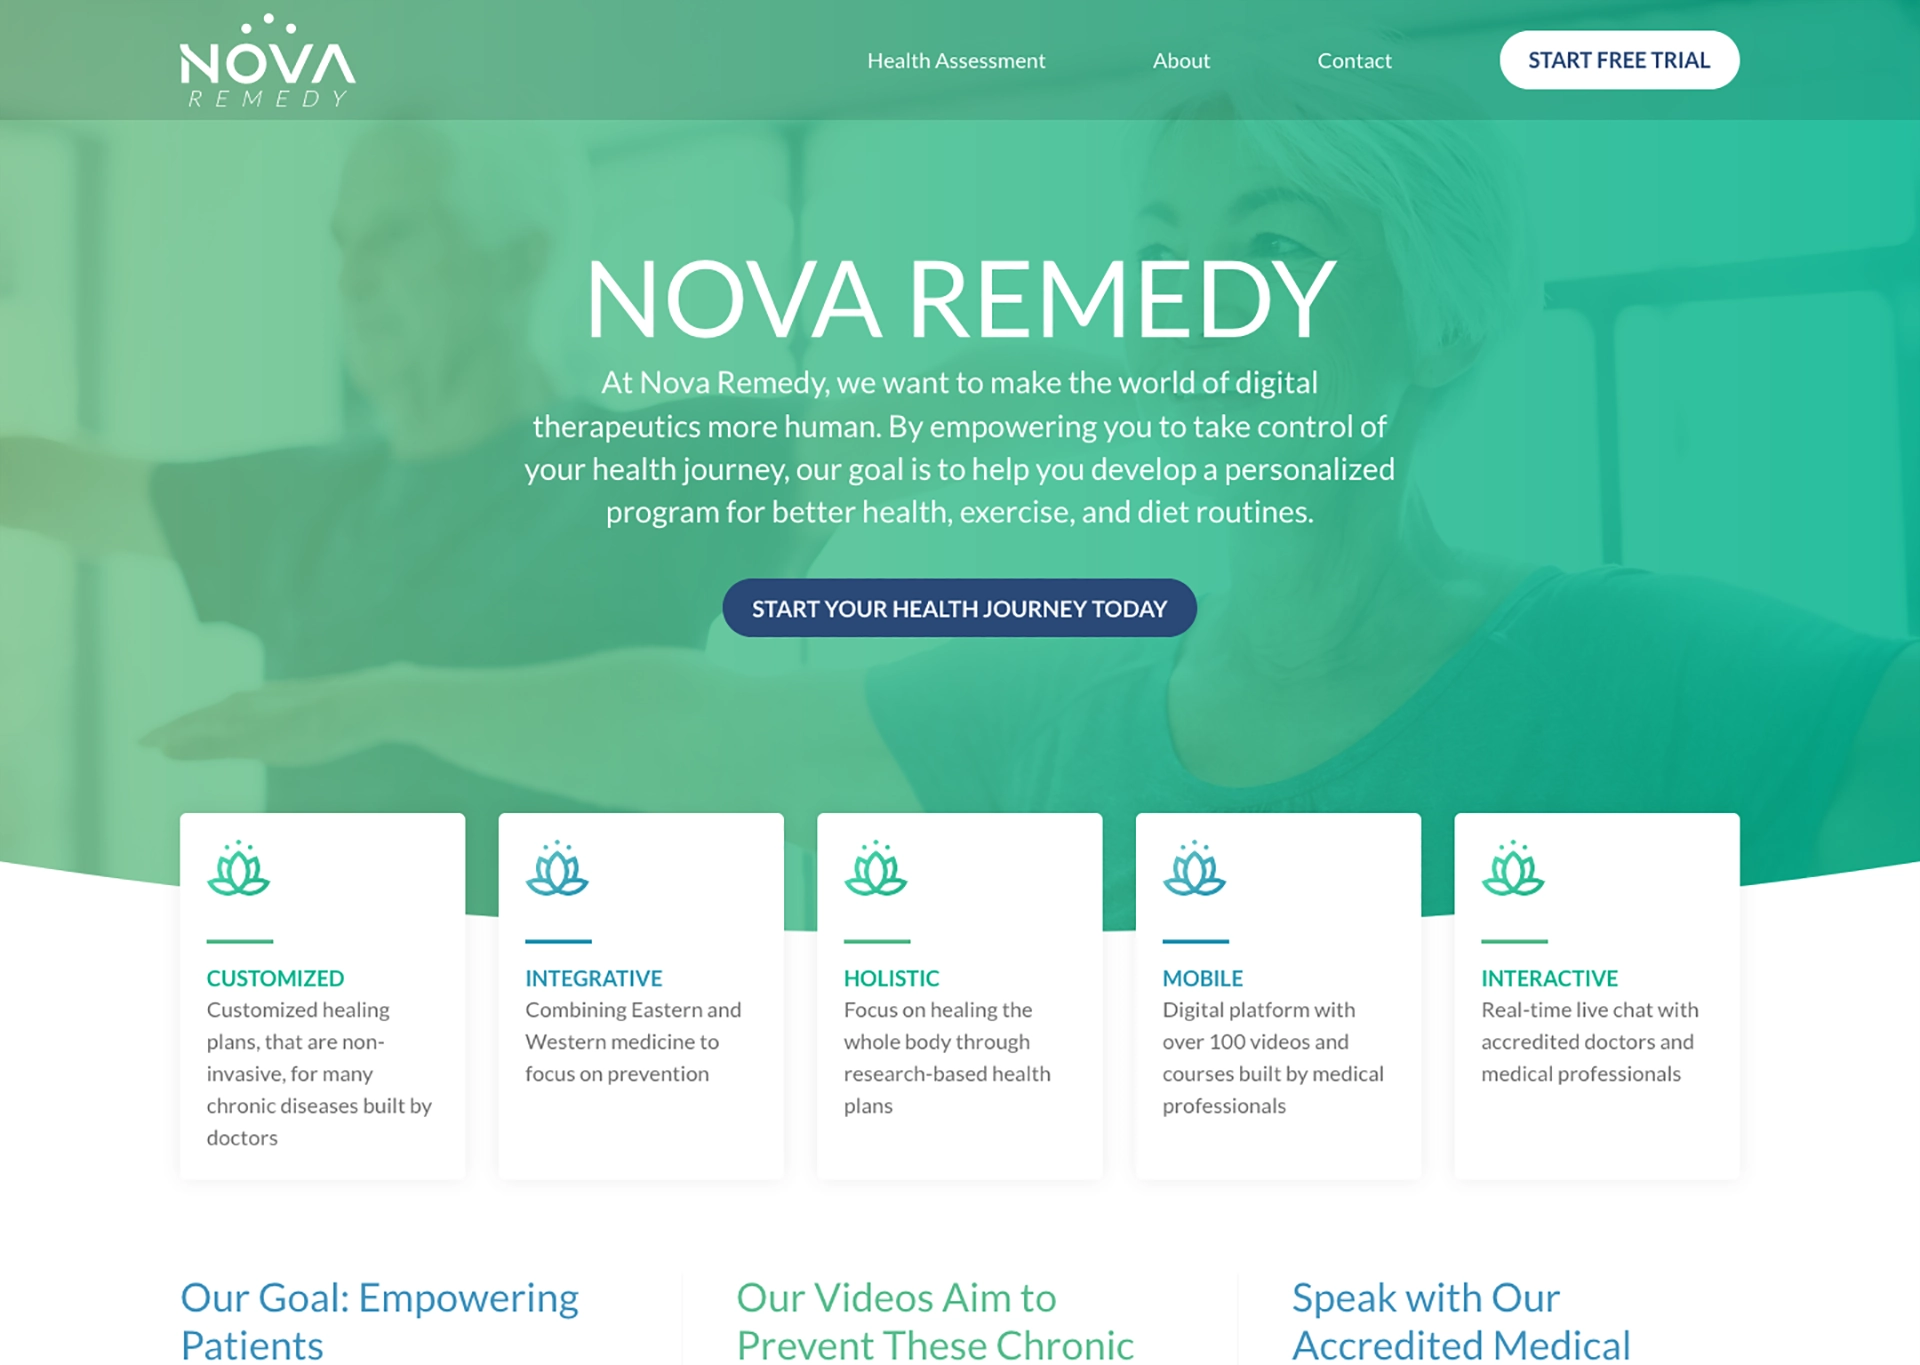 NOVA
REMEDY
Health Assessment
About
Contact
START FREE TRIAL
NOVA REMEDY
At Nova Remedy, we want to make the world of digital
therapeutics more human. By empowering you to take control of
your health journey, our goal is to help you develop a personalized
program for better health, exercise, and diet routines.
START YOUR HEALTH JOURNEY TODAY
CUSTOMIZED
Customized healing
plans, that are non-
invasive, for many
chronic diseases built by
doctors
INTEGRATIVE
Combining Eastern and
Western medicine to
focus on prevention
HOLISTIC
Focus on healing the
whole body through
research-based health
plans
MOBILE
Digital platform with
over 100 videos and
courses built by medical
professionals
INTERACTIVE
Real-time live chat with
accredited doctors and
medical professionals
Our Goal: Empowering
Patients
Our Videos Aim to
Prevent These Chronic
Speak with Our
Accredited Medical